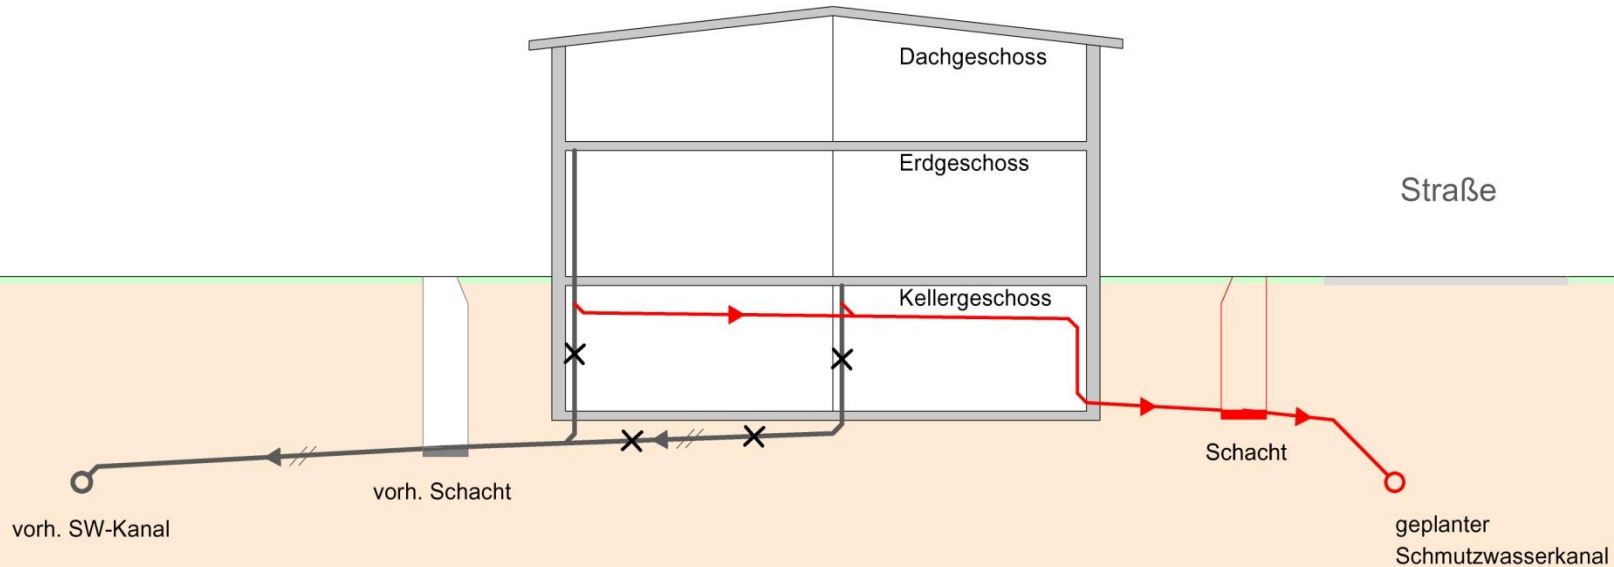 Dachgeschoss
Erdgeschoss
Straße
Kellergeschoss
Schacht
vorh. Schacht
vorh. SW-Kanal
geplanter
Schmutzwasserkanal